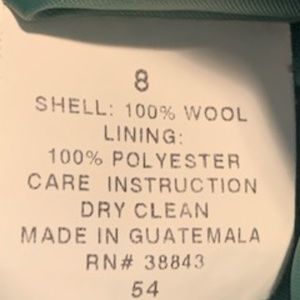 8
SHELL: 100% WOOL
LINING:
100% POLYESTER
CARE INSTRUCTION
DRY CLEAN
MADE IN GUATEMALA
RN# 38843
54